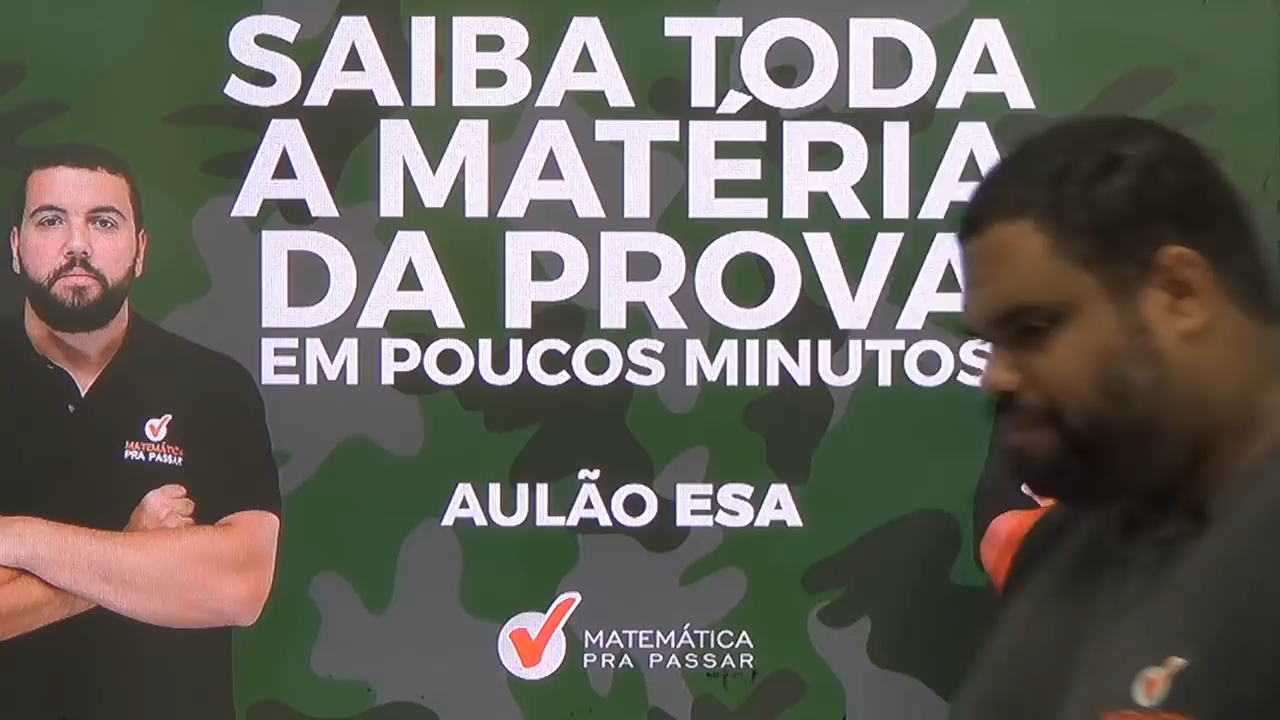 SAIBA TODA
A MATÉRIA
DA PROVA
EM POUCOS MINUTOS
AULÃO ESA
MATEMÁTICA
PRA PASSAR
MATEMÁTICA
PRA PASSAR